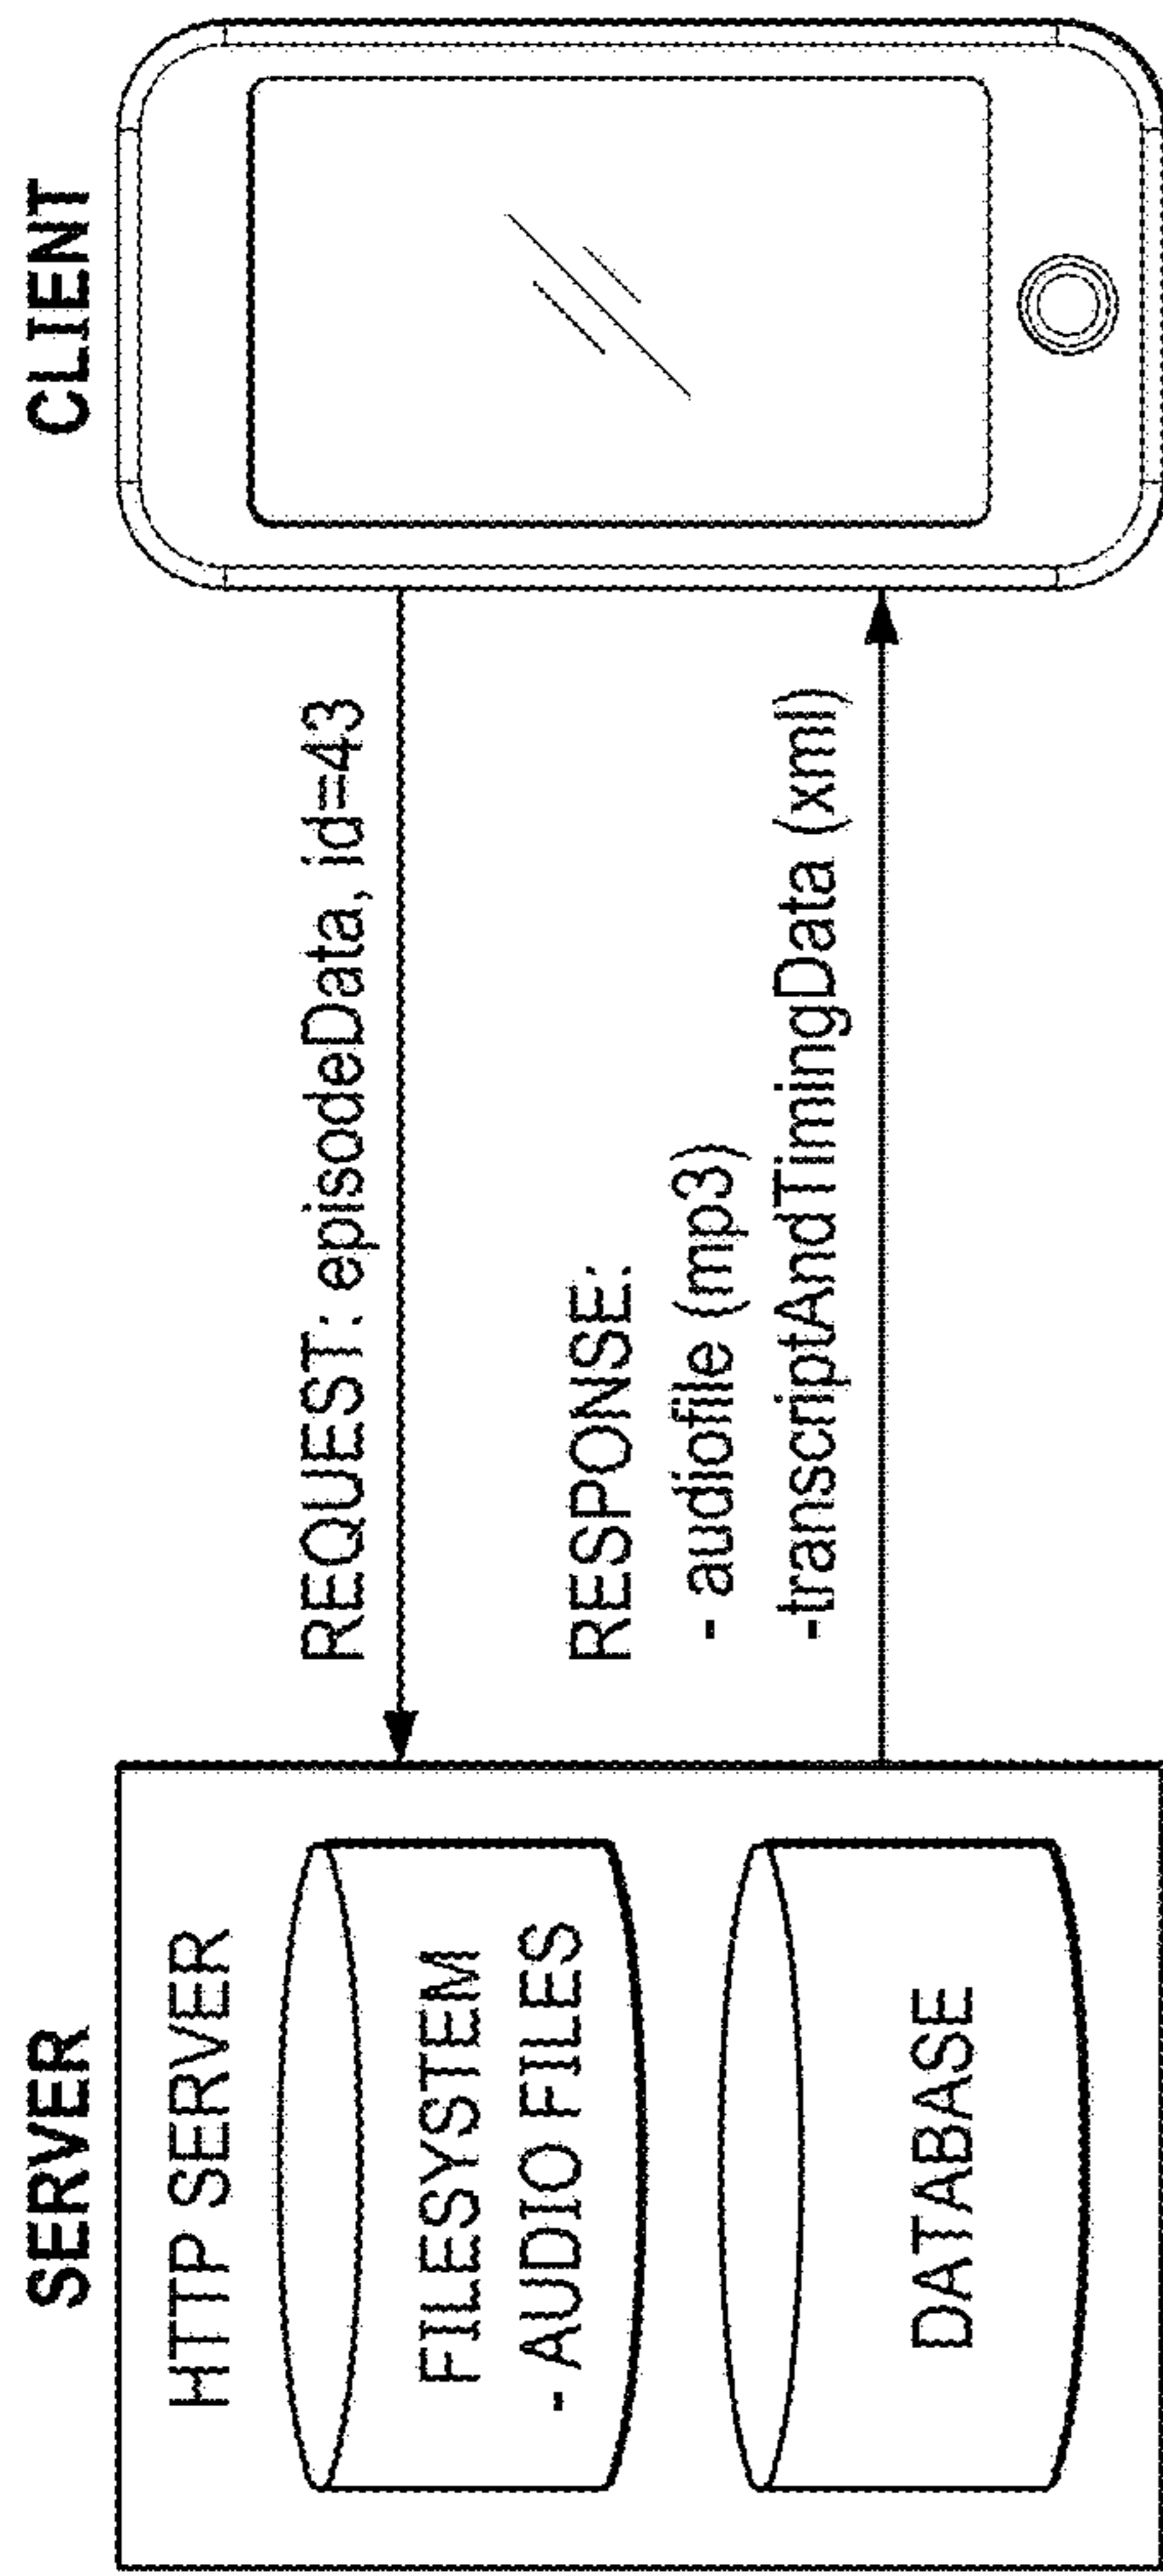 SERVER
HTTP SERVER
FILESYSTEM
- AUDIO FILES
DATABASE
REQUEST: episodeData, id=43
RESPONSE:
- audiofile (mp3)
-transcriptAndTimingData (xml)
CLIENT